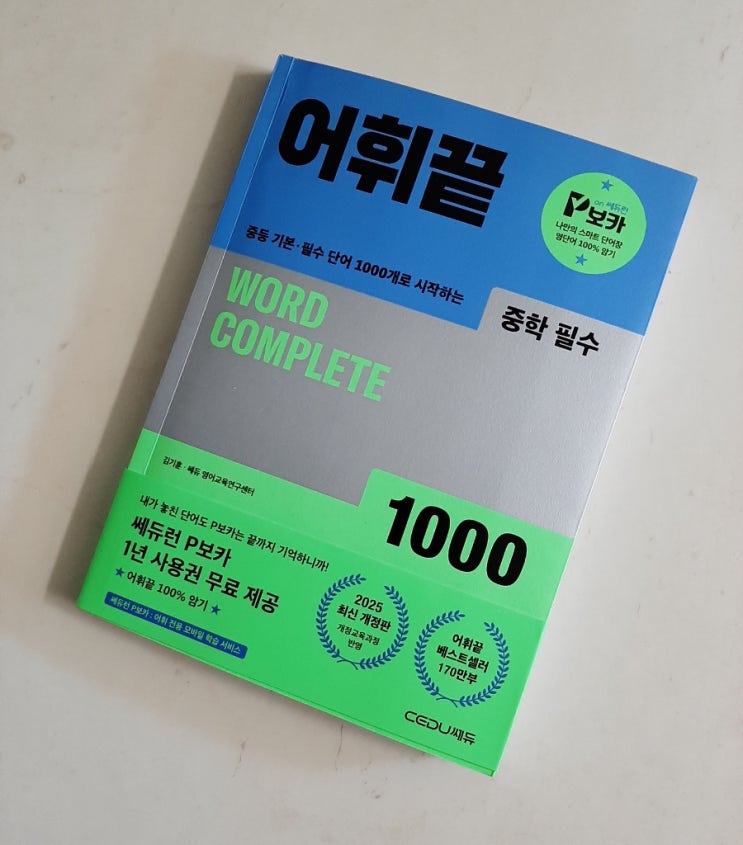 어휘끝
on 쎄듀런
P보카
나만의 스마트 단어장
영단어 100% 암기
중등 기본·필수 단어 1000개로 시작하는
중학 필수
WORD
COMPLETE
김기훈·쎄듀 영어교육연구센터
1000
내가 놓친 단어도 P보카는 끝까지 기억하니까!
쎄듀런 P보카
1년 사용권 무료 제공
어휘끝 100% 암기
쎄듀런 P보카 : 어휘 전용 모바일 학습 서비스
2025
최신 개정판
개정교육과정
반영
어휘끝
베스트셀러
170만부
CEDU쎄듀